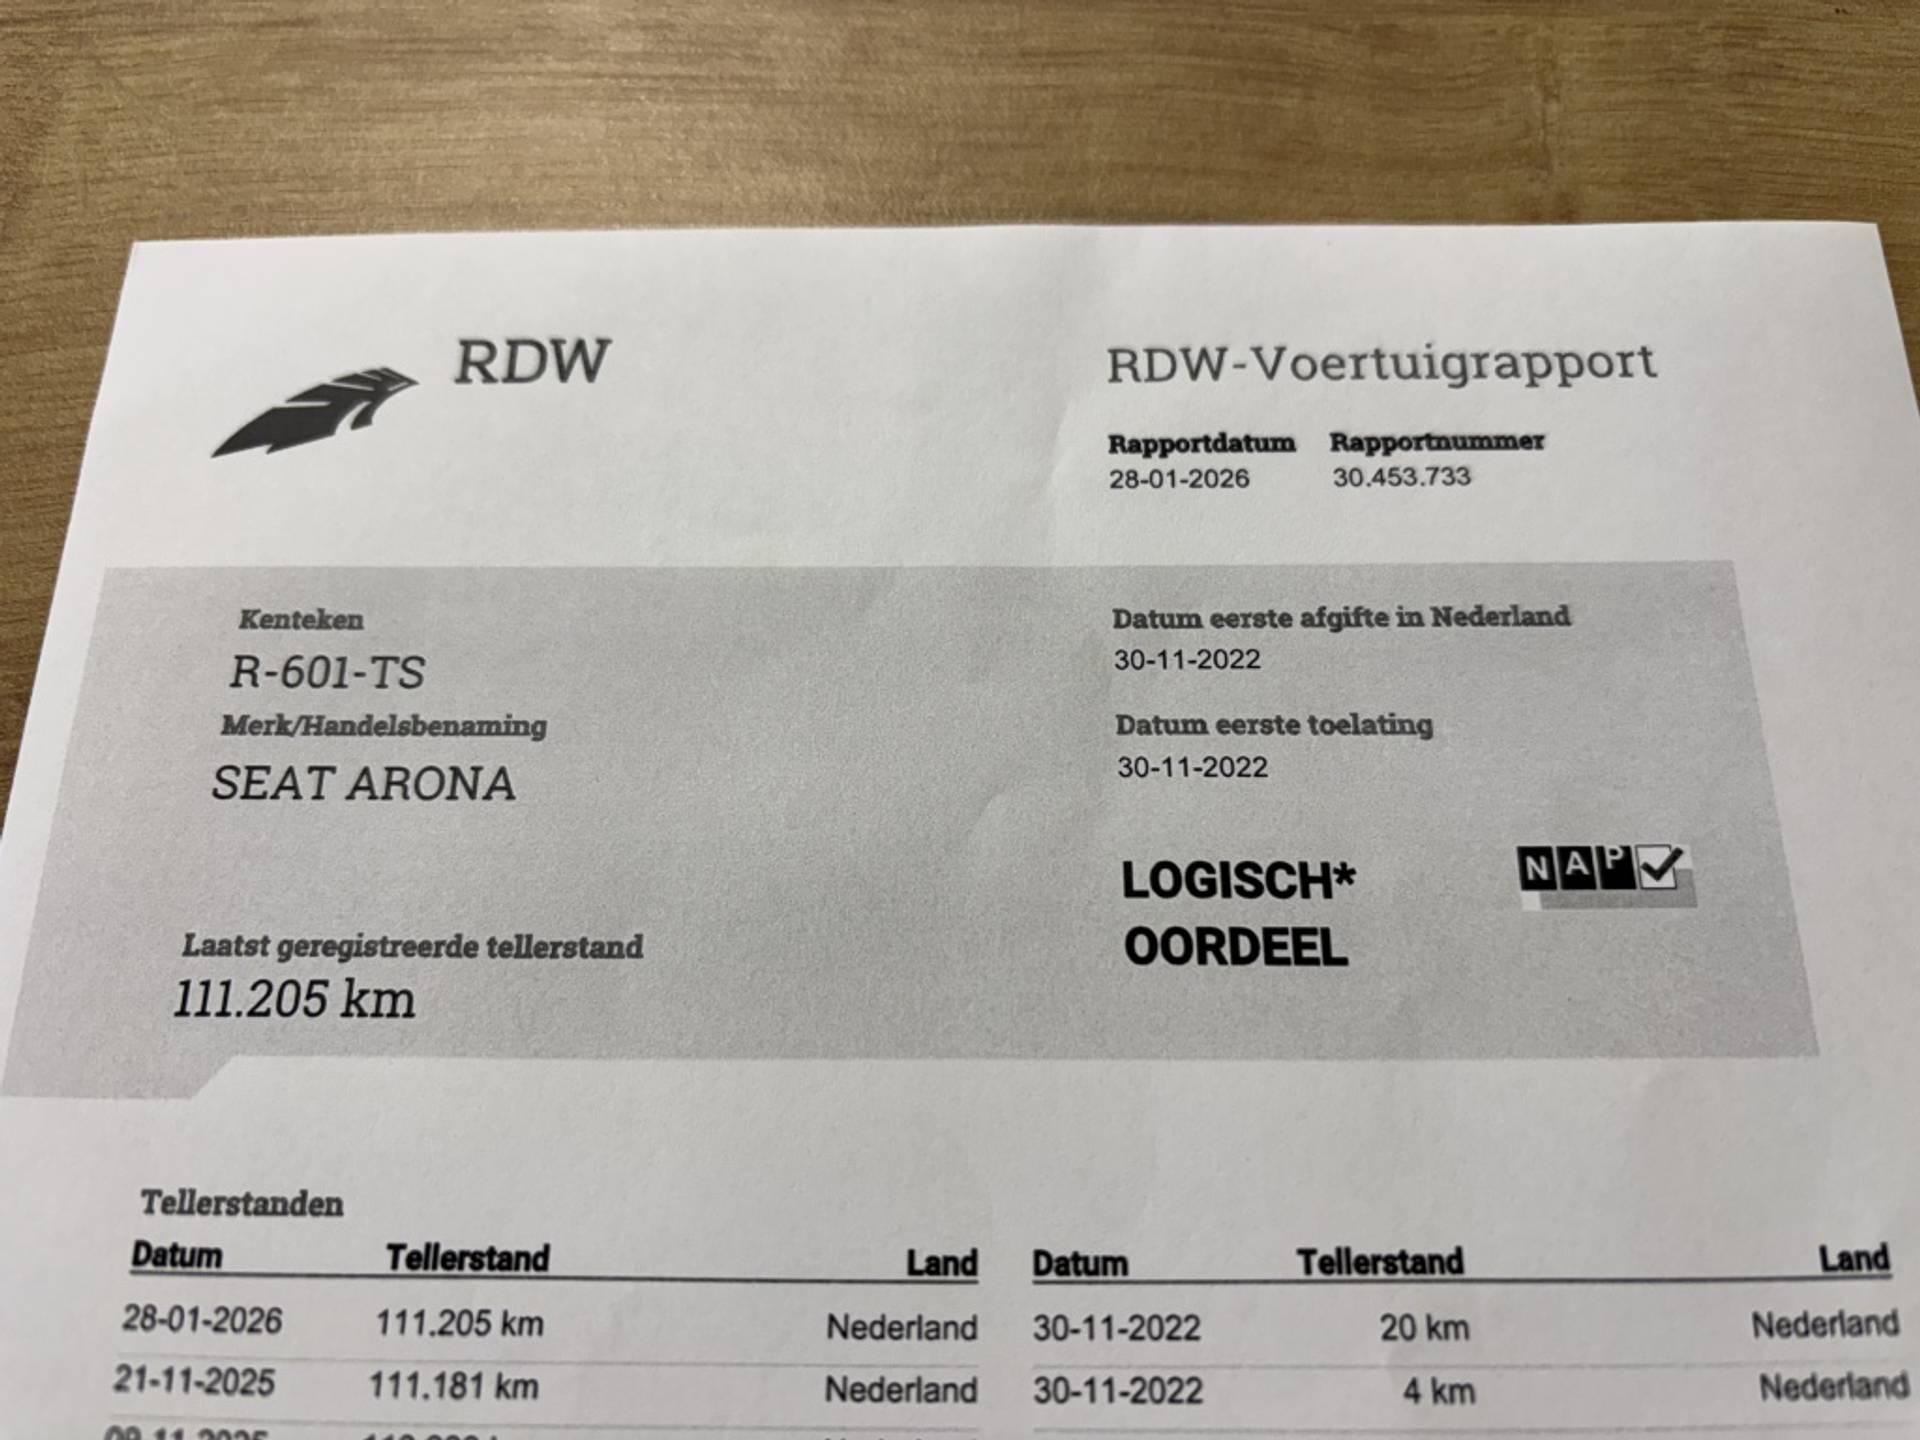 RDW
RDW-Voertuigrapport
Rapportdatum Rapportnummer
28-01-2026 30.453.733
Kenteken
R-601-TS
Merk/Handelsbenaming
SEAT ARONA
Datum eerste afgifte in Nederland
30-11-2022
Datum eerste toelating
30-11-2022
Laatst geregistreerde tellerstand
111.205 km
LOGISCH*
OORDEEL
NAP
Tellerstanden
Datum Tellerstand Land Datum Tellerstand Land
28-01-2026 111.205 km Nederland 30-11-2022 20 km Nederland
21-11-2025 111.181 km Nederland 30-11-2022 4 km Nederland